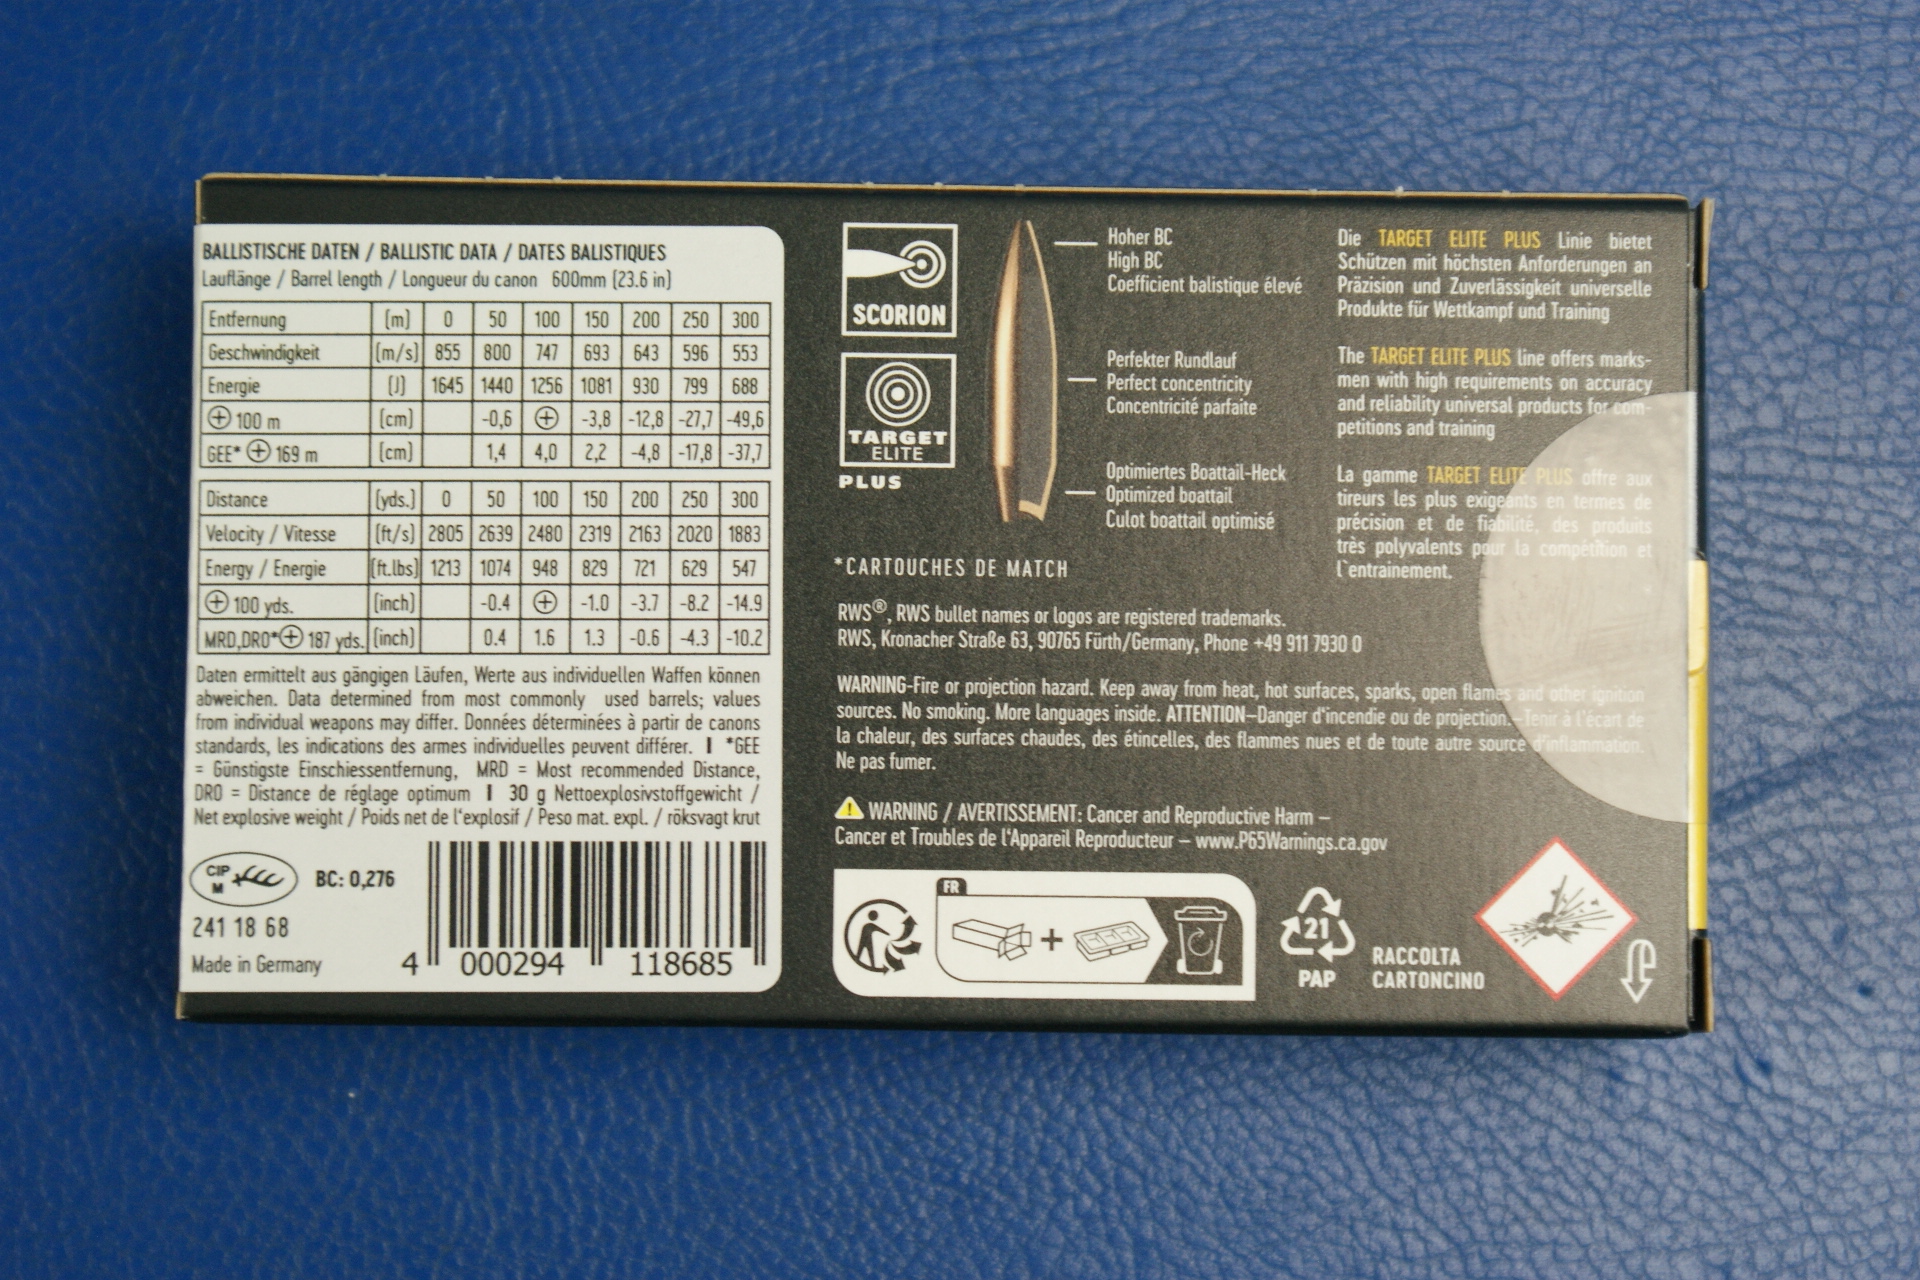 BALLISTISCHE DATEN / BALLISTIC DATA / DATES BALISTIQUES
Lauflänge / Barrel length / Longueur du canon 600mm (23.6 in)
Entfernung (m) 0 50 100 150 200 250 300
Geschwindigkeit (m/s) 855 800 747 693 643 596 553
Energie (J) 1645 1440 1256 1081 930 799 688
⊕ 100 m (cm) -0,6 ⊕ -3,8 -12,8 -27,7 -49,6
GEE* ⊕ 169 m (cm) 1,4 4,0 2,2 -4,8 -17,8 -37,7
Distance (yds.) 0 50 100 150 200 250 300
Velocity / Vitesse (ft/s) 2805 2639 2480 2319 2163 2020 1883
Energy / Energie (ft.lbs) 1213 1074 948 829 721 629 547
⊕ 100 yds. (inch) -0.4 ⊕ -1.0 -3.7 -8.2 -14.9
MRD,DRO*⊕ 187 yds. (inch) 0.4 1.6 1.3 -0.6 -4.3 -10.2
Daten ermittelt aus gängigen Läufen, Werte aus individuellen Waffen können
abweichen. Data determined from most commonly used barrels; values
from individual weapons may differ. Données déterminées à partir de canons
standards, les indications des armes individuelles peuvent différer. I *GEE
= Günstigste Einschiessentfernung, MRD = Most recommended Distance,
DRO = Distance de réglage optimum I 30 g Nettoexplosivstoffgewicht /
Net explosive weight / Poids net de l'explosif / Peso mat. expl. / röksvagt krut
CIP
M
BC: 0,276
241 18 68
Made in Germany
4 000294 118685
SCORION
TARGET
ELITE
PLUS
Hoher BC
High BC
Coefficient balistique élevé
Perfekter Rundlauf
Perfect concentricity
Concentricité parfaite
Optimiertes Boattail-Heck
Optimized boattail
Culot boattail optimisé
Die TARGET ELITE PLUS Linie bietet
Schützen mit höchsten Anforderungen an
Präzision und Zuverlässigkeit universelle
Produkte für Wettkampf und Training
The TARGET ELITE PLUS line offers marks-
men with high requirements on accuracy
and reliability universal products for com-
petitions and training
La gamme TARGET ELITE PLUS offre aux
tireurs les plus exigeants en termes de
précision et de fiabilité, des produits
très polyvalents pour la compétition et
l`entrainement.
*CARTOUCHES DE MATCH
RWS®, RWS bullet names or logos are registered trademarks.
RWS, Kronacher Straße 63, 90765 Fürth/Germany, Phone +49 911 7930 0
WARNING-Fire or projection hazard. Keep away from heat, hot surfaces, sparks, open flames and other ignition
sources. No smoking. More languages inside. ATTENTION–Danger d'incendie ou de projection.–Tenir à l'écart de
la chaleur, des surfaces chaudes, des étincelles, des flammes nues et de toute autre source d'inflammation.
Ne pas fumer.
WARNING / AVERTISSEMENT: Cancer and Reproductive Harm –
Cancer et Troubles de l'Appareil Reproducteur – www.P65Warnings.ca.gov
FR
+
21
PAP
RACCOLTA
CARTONCINO